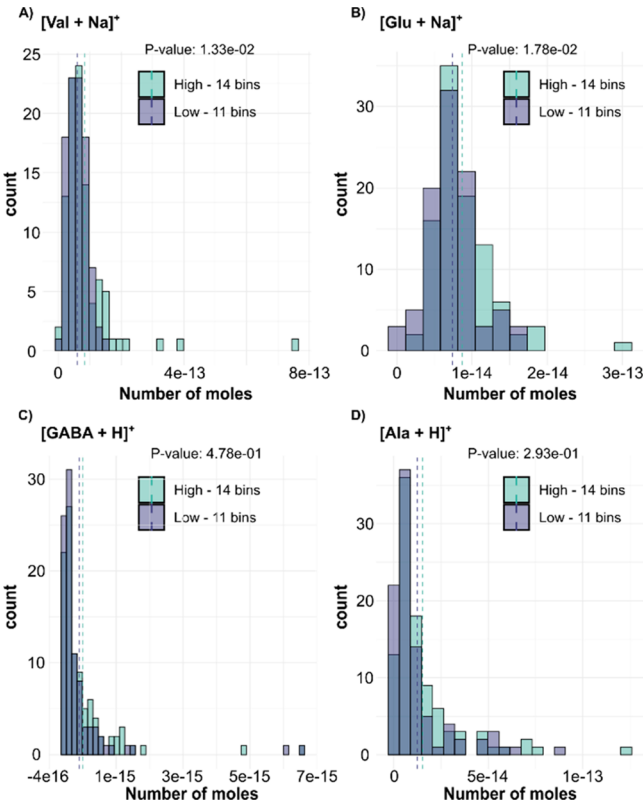 A)
[Val + Na]+
P-value: 1.33e-02
High - 14 bins
Low - 11 bins
25
20
15
10
5
0
count
0 4e-13 8e-13
Number of moles
B)
[Glu + Na]+
P-value: 1.78e-02
High - 14 bins
Low - 11 bins
30
20
10
0
count
0 1e-14 2e-14 3e-13
Number of moles
C)
[GABA + H]+
P-value: 4.78e-01
High - 14 bins
Low - 11 bins
30
20
10
0
count
-4e16 1e-15 3e-15 5e-15 7e-15
Number of moles
D)
[Ala + H]+
P-value: 2.93e-01
High - 14 bins
Low - 11 bins
30
20
10
0
count
0 5e-14 1e-13
Number of moles